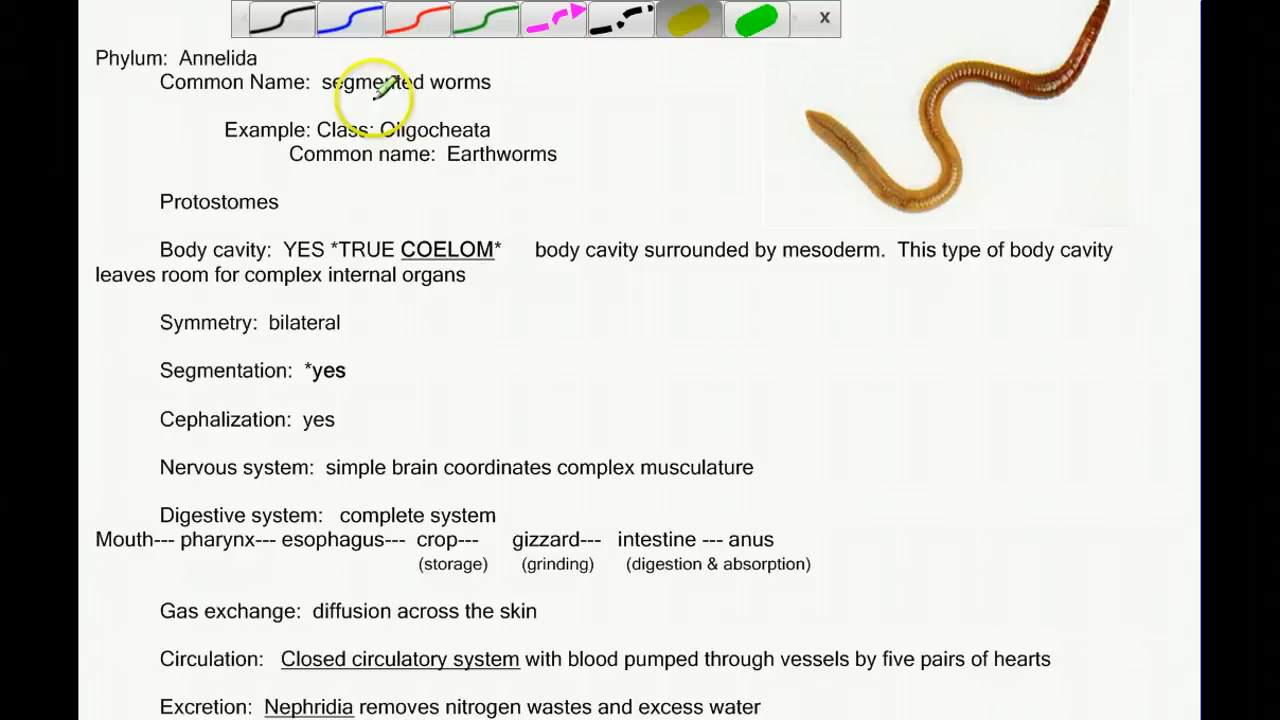 X
Phylum: Annelida
Common Name: segmented worms
Example: Class: Oligocheata
Common name: Earthworms
Protostomes
Body cavity: YES *TRUE COELOM* body cavity surrounded by mesoderm. This type of body cavity
leaves room for complex internal organs
Symmetry: bilateral
Segmentation: *yes
Cephalization: yes
Nervous system: simple brain coordinates complex musculature
Digestive system: complete system
Mouth--- pharynx--- esophagus--- crop--- gizzard--- intestine --- anus
(storage) (grinding) (digestion & absorption)
Gas exchange: diffusion across the skin
Circulation: Closed circulatory system with blood pumped through vessels by five pairs of hearts
Excretion: Nephridia removes nitrogen wastes and excess water